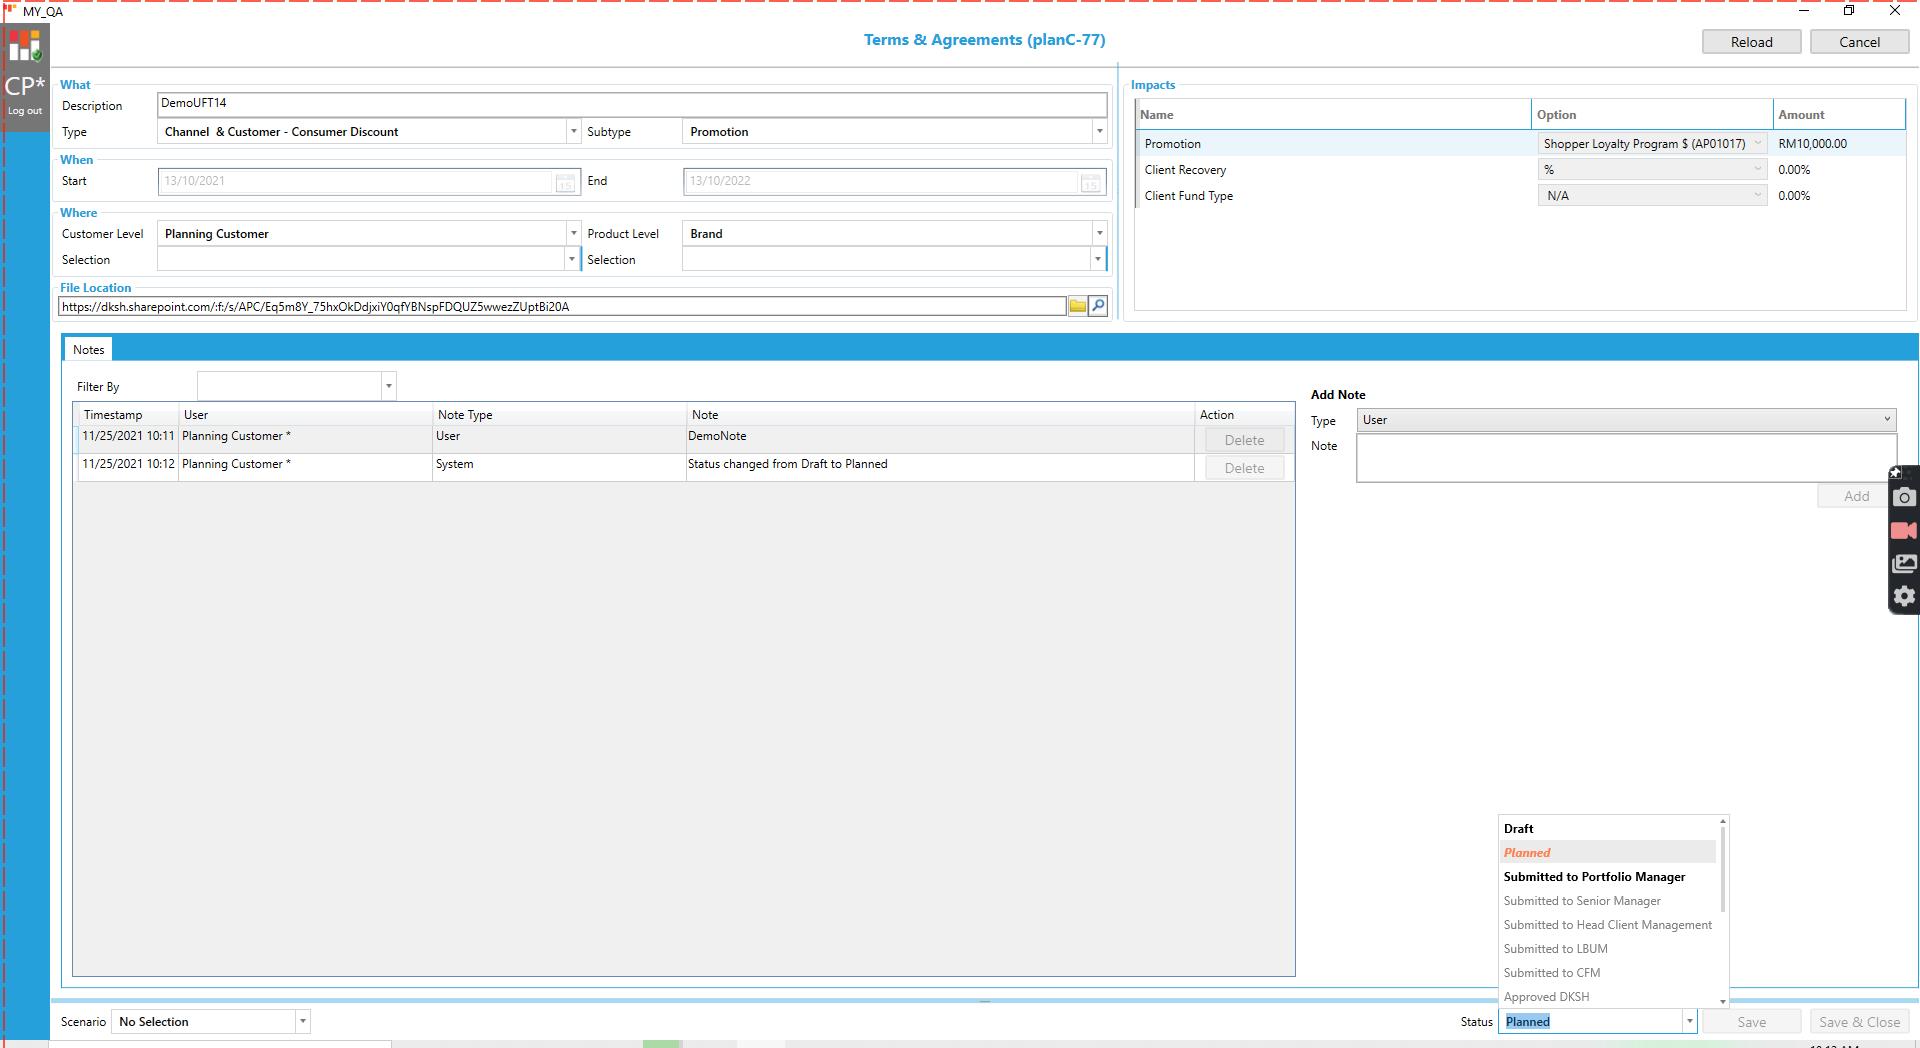 MY_QA
Terms & Agreements (planC-77)
Reload
Cancel
CP*
Log out
What
Description
DemoUFT14
Type
Channel & Customer - Consumer Discount
Subtype
Promotion
When
Start
13/10/2021
15
End
13/10/2022
15
Where
Customer Level
Planning Customer
Product Level
Brand
Selection
Selection
File Location
https://dksh.sharepoint.com/:f:/s/APC/Eq5m8Y_75hxOkDdjxiY0qfYBNspFDQUZ5wwezZUptBi20A
Impacts
Name Option Amount
Promotion Shopper Loyalty Program $ (AP01017) RM10,000.00
Client Recovery % 0.00%
Client Fund Type N/A 0.00%
Notes
Filter By
Timestamp User Note Type Note Action
11/25/2021 10:11 Planning Customer * User DemoNote Delete
11/25/2021 10:12 Planning Customer * System Status changed from Draft to Planned Delete
Add Note
Type
User
Note
Add
Draft
Planned
Submitted to Portfolio Manager
Submitted to Senior Manager
Submitted to Head Client Management
Submitted to LBUM
Submitted to CFM
Approved DKSH
Scenario
No Selection
Status
Planned
Save
Save & Close